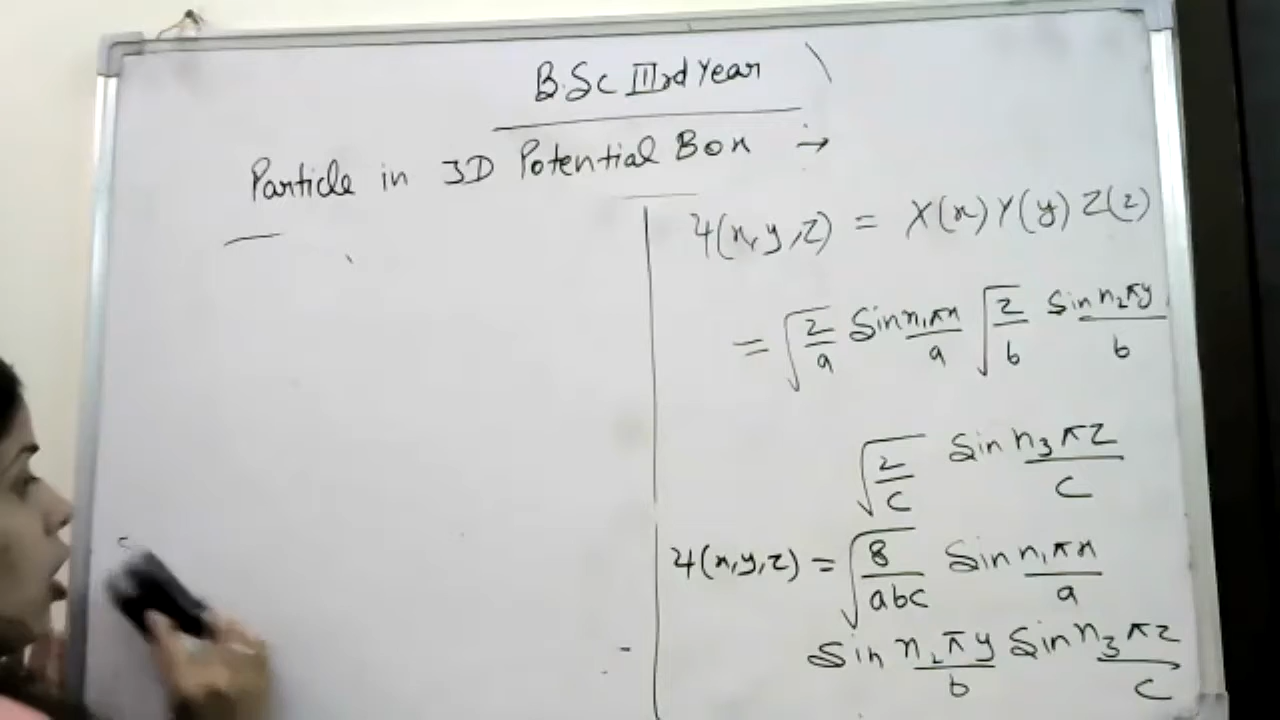 B.Sc IIIrd Year
Particle in 3D Potential Box →
Ψ(x,y,z) = X(x)Y(y)Z(z)
= √(2/a) Sin n₁πx/a √(2/b) Sin n₂πy/b
√(2/c) Sin n₃πz/c
Ψ(x,y,z) = √(8/abc) Sin n₁πx/a
Sin n₂πy/b Sin n₃πz/c